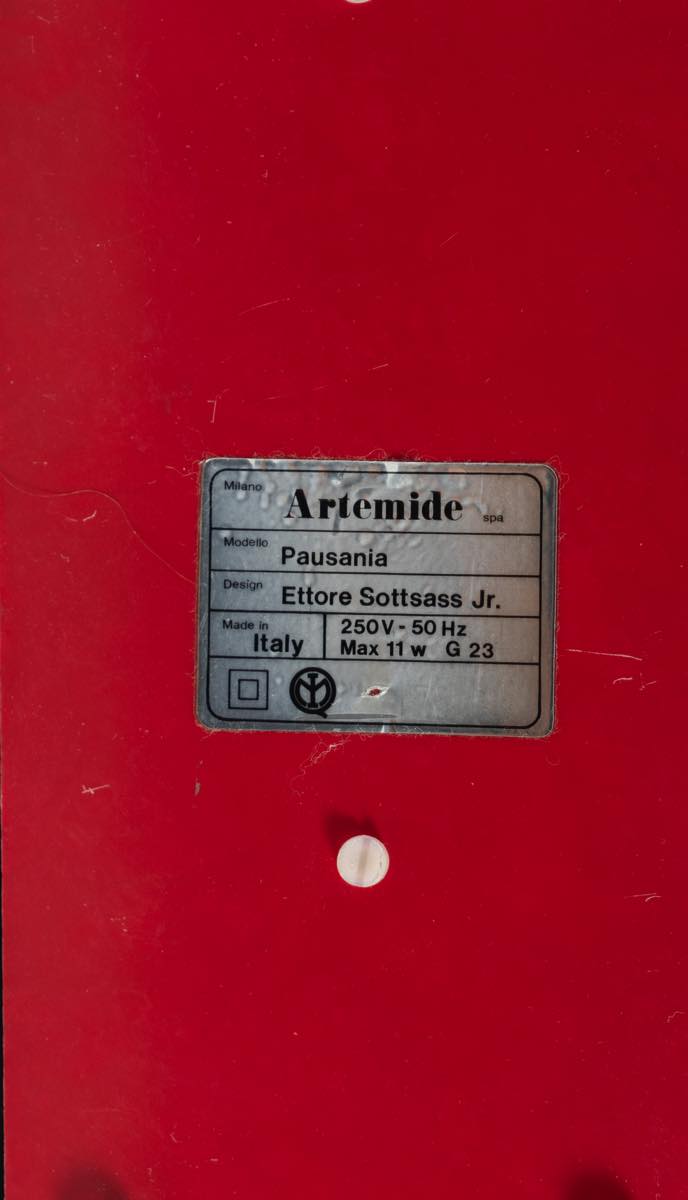 Milano Artemide spa
Modello Pausania
Design Ettore Sottsass Jr.
Made in Italy
250V - 50 Hz
Max 11 w G 23